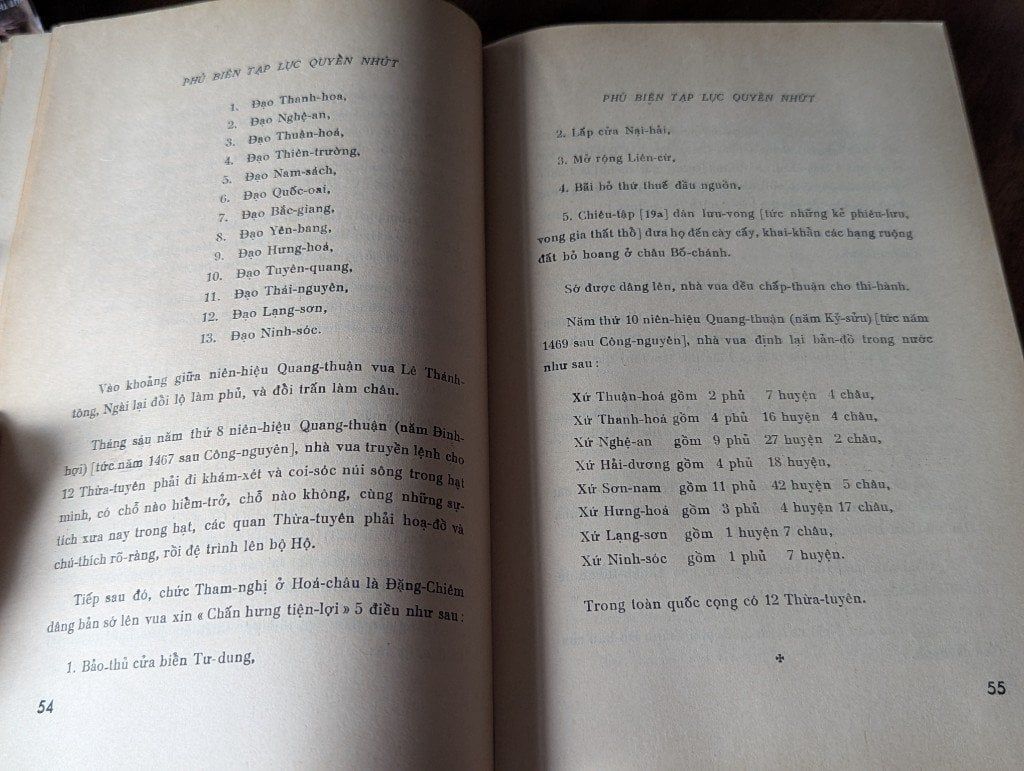 PHỦ BIÊN TẠP LỤC QUYỂN NHỨT
1. Đạo Thanh-hoa,
2. Đạo Nghệ-an,
3. Đạo Thuận-hoá,
4. Đạo Thiên-trường,
5. Đạo Nam-sách,
6. Đạo Quốc-oai,
7. Đạo Bắc-giang,
8. Đạo Yên-bang,
9. Đạo Hưng-hoá,
10. Đạo Tuyên-quang,
11. Đạo Thái-nguyên,
12. Đạo Lạng-sơn,
13. Đạo Ninh-sóc.
Vào khoảng giữa niên-hiệu Quang-thuận vua Lê Thánh-
tông, Ngài lại đổi lộ làm phủ, và đổi trấn làm châu.
Tháng sáu năm thứ 8 niên-hiệu Quang-thuận (năm Đinh-
hợi) [tức năm 1467 sau Công-nguyên], nhà vua truyền lệnh cho
12 Thừa-tuyên phải đi khám-xét và coi-sóc núi sông trong hạt
mình, có chỗ nào hiểm-trở, chỗ nào không, cùng những sự-
tích xưa nay trong hạt, các quan Thừa-tuyên phải hoạ-đồ và
chú-thích rõ-ràng, rồi đệ trình lên bộ Hộ.
Tiếp sau đó, chức Tham-nghị ở Hoá-châu là Đặng-Chiêm
dâng bản sớ lên vua xin « Chấn hưng tiện-lợi » 5 điều như sau :
1. Bảo-thủ cửa biển Tư-dung,
54
PHỦ BIÊN TẠP LỤC QUYỂN NHỨT
2. Lấp cửa Nại-hải,
3. Mở rộng Liên-cừ,
4. Bãi bỏ thứ thuế đầu nguồn,
5. Chiêu-tập [19a] dân lưu-vong [tức những kẻ phiêu-lưu,
vong gia thất thổ] đưa họ đến cày cấy, khai-khẩn các hạng ruộng
đất bỏ hoang ở châu Bố-chánh.
Sớ được dâng lên, nhà vua đều chấp-thuận cho thi-hành.
Năm thứ 10 niên-hiệu Quang-thuận (năm Kỷ-sửu) [tức năm
1469 sau Công-nguyên], nhà vua định lại bản-đồ trong nước
như sau :
Xứ Thuận-hoá gồm 2 phủ 7 huyện 4 châu,
Xứ Thanh-hoá gồm 4 phủ 16 huyện 4 châu,
Xứ Nghệ-an gồm 9 phủ 27 huyện 2 châu,
Xứ Hải-dương gồm 4 phủ 18 huyện,
Xứ Sơn-nam gồm 11 phủ 42 huyện 5 châu,
Xứ Hưng-hoá gồm 3 phủ 4 huyện 17 châu,
Xứ Lạng-sơn gồm 1 huyện 7 châu,
Xứ Ninh-sóc gồm 1 phủ 7 huyện.
Trong toàn quốc cọng có 12 Thừa-tuyên.
55